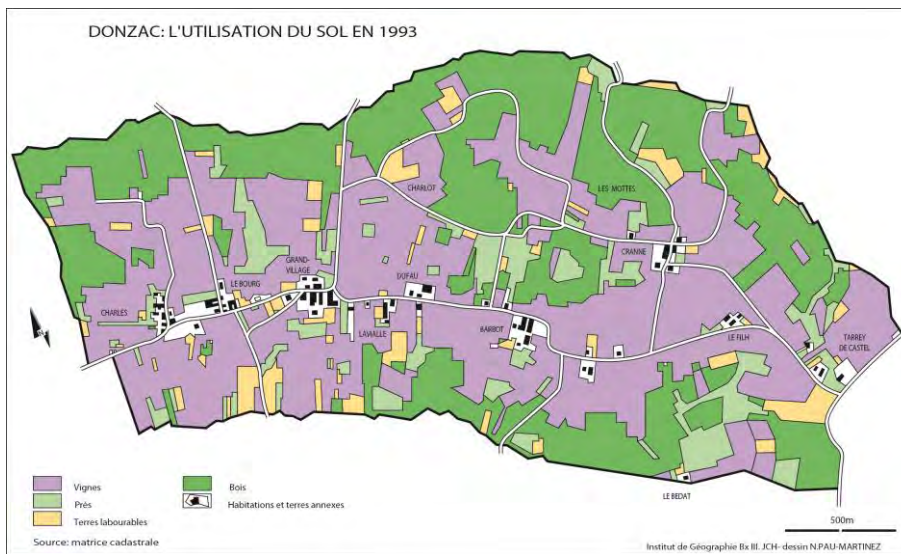 DONZAC: L'UTILISATION DU SOL EN 1993
CHARLOT
LES MOTTES
CRANNE
GRAND-
VILLAGE
LE BOURG
DUFAU
CHARLES
LAVIALLE
BARBOT
LE FILH
TARREY
DE CASTEL
LE BEDAT
Vignes
Près
Terres labourables
Bois
Habitations et terres annexes
Source: matrice cadastrale
500m
Institut de Géographie Bx III. JCH- dessin N.PAU-MARTINEZ